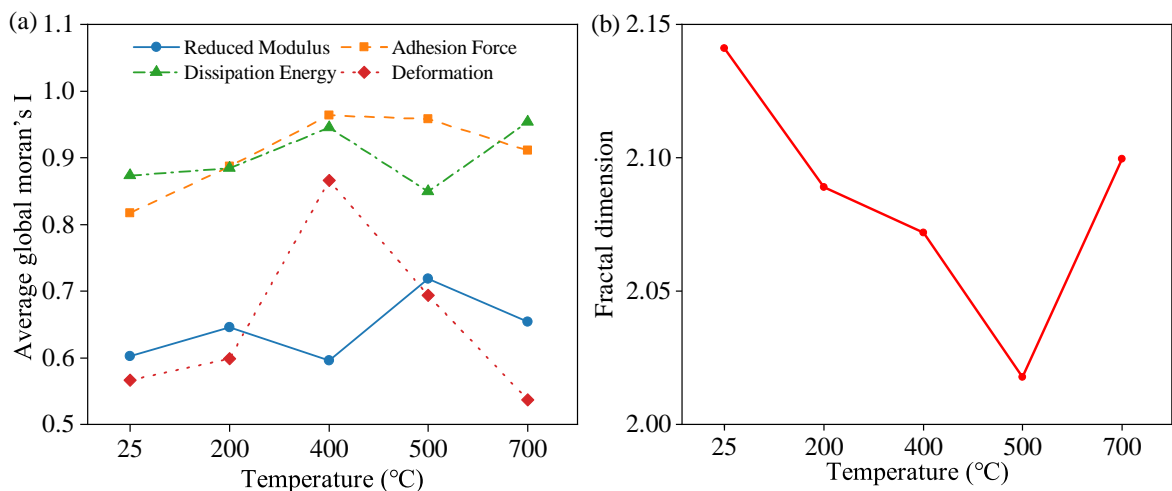 (a)
Average global moran's I
1.1
1.0
0.9
0.8
0.7
0.6
0.5
Reduced Modulus
Adhesion Force
Dissipation Energy
Deformation
25 200 400 500 700
Temperature (℃)
(b)
Fractal dimension
2.15
2.10
2.05
2.00
25 200 400 500 700
Temperature (℃)